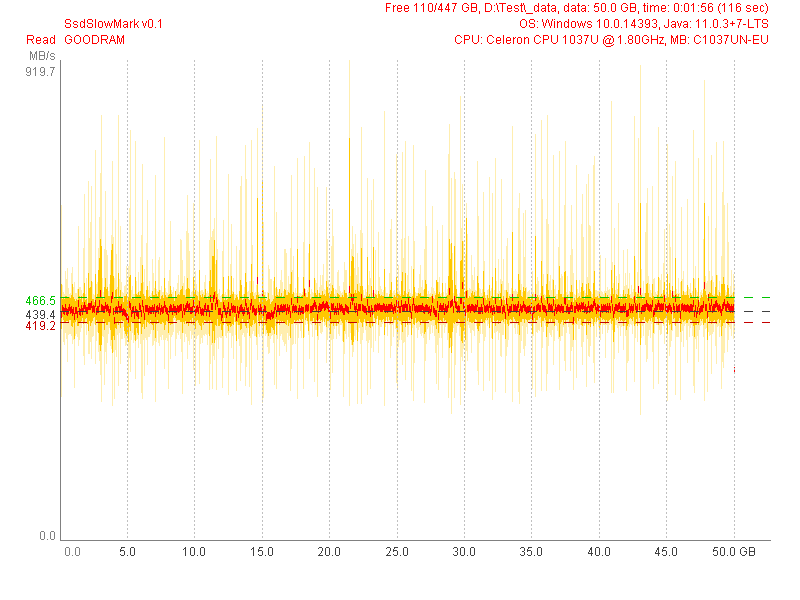 Free 110/447 GB, D:\Test\_data, data: 50.0 GB, time: 0:01:56 (116 sec)
SsdSlowMark v0.1
OS: Windows 10.0.14393, Java: 11.0.3+7-LTS
Read GOODRAM
CPU: Celeron CPU 1037U @ 1.80GHz, MB: C1037UN-EU
MB/s
919.7
466.5
439.4
419.2
0.0
0.0 5.0 10.0 15.0 20.0 25.0 30.0 35.0 40.0 45.0 50.0 GB